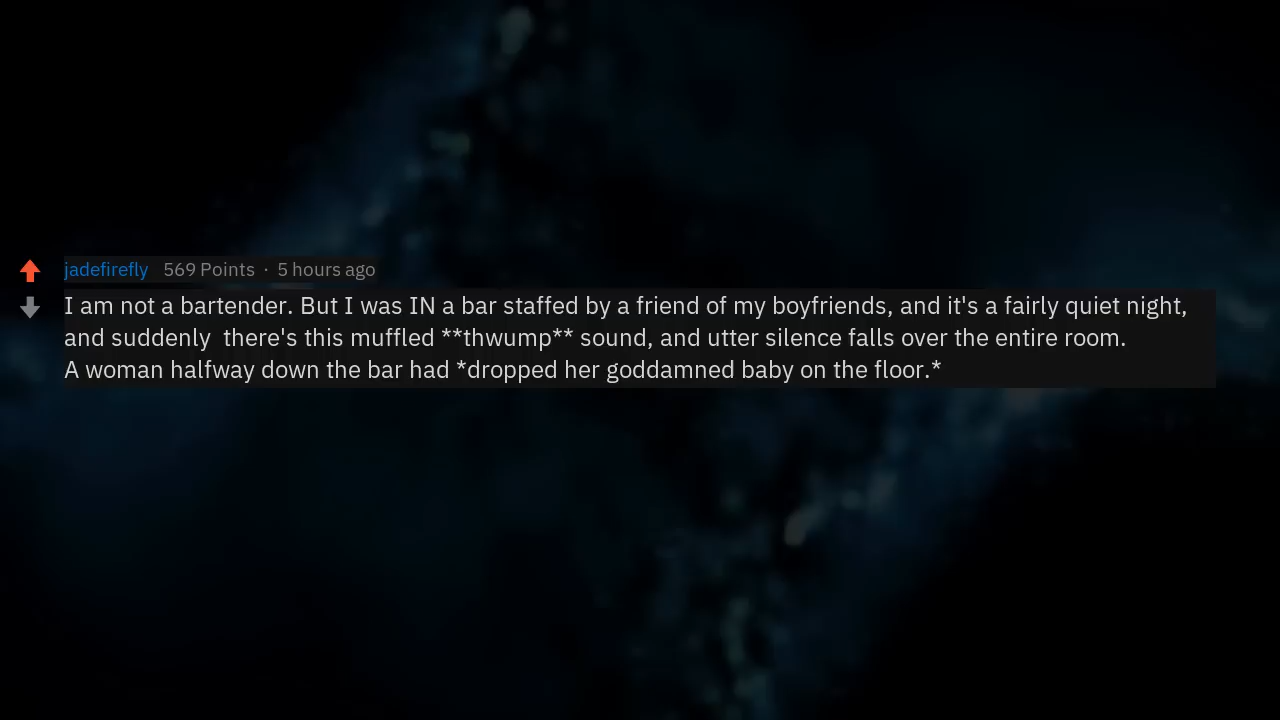 jadefirefly 569 Points · 5 hours ago
I am not a bartender. But I was IN a bar staffed by a friend of my boyfriends, and it's a fairly quiet night,
and suddenly  there's this muffled **thwump** sound, and utter silence falls over the entire room.
A woman halfway down the bar had *dropped her goddamned baby on the floor.*